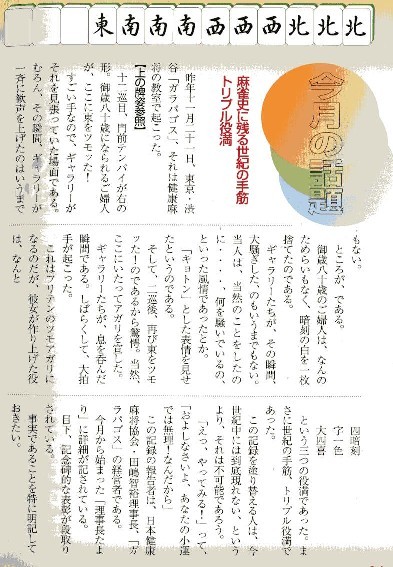 東南南南西西西北北北
今月の話題
麻雀史に残る世紀の手筋
トリプル役満
昨年十一月二十一日、東京・渋
谷「ガラパゴス」、それは健康麻
将の教室で起こった。
【上の牌姿参照】
十二巡目、門前テンパイが右の
形。御歳八十歳になられるご婦人
が、ここに東をツモッた！
すごい手なので、ギャラリーが
それを見張っていた場面である。
むろん、その瞬間、ギャラリーが
一斉に歓声を上げたのはいうまで
もない。
ところが、である。
御歳八十歳のご婦人は、なんの
ためらいもなく、暗刻の白を一枚
捨てたのである。
ギャラリーたちが、その瞬間、
大騒ぎした、のもいうまでもない。
当人は、当然のことをしたの
に・・・、何を騒いでいるの、
といった風情であったとか。
「キョトン」とした表情を見せ
たというのである。
そして、二巡後、再び東をツモ
ッた！のであるから驚愕。当然、
ここにいたってアガリを宣した。
ギャラリーたちが、息を呑んだ
瞬間である。しばらくして、大拍
手が起こった。
これはフリテンのツモアガリに
なるのだが、彼女が作り上げた役
は、なんと
四暗刻
字一色
大四喜
という三つの役満であった。ま
さに世紀の手筋、トリプル役満で
あった。
この記録を塗り替える人は、今
世紀中には到底現れない、という
より、それは不可能であろう。
「えっ、やってみる！」って、
「およしなさいよ、あなたの小運
では無理！なんだから」
この記録の報告者は、日本健康
麻将協会・田嶋智裕理事長、「ガ
ラパゴス」の経営者である。
今月から始まった「理事長だよ
り」に詳細が記されている。
目下、記念碑的な表彰が段取り
されている。
事実であることを特に明記して
おきたい。